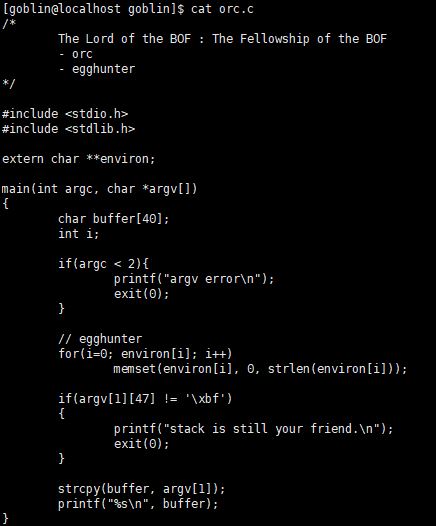 [goblin@localhost goblin]$ cat orc.c
/*
        The Lord of the BOF : The Fellowship of the BOF
        - orc
        - egghunter
*/

#include <stdio.h>
#include <stdlib.h>

extern char **environ;

main(int argc, char *argv[])
{
        char buffer[40];
        int i;

        if(argc < 2){
                printf("argv error\n");
                exit(0);
        }

        // egghunter
        for(i=0; environ[i]; i++)
                memset(environ[i], 0, strlen(environ[i]));

        if(argv[1][47] != '\xbf')
        {
                printf("stack is still your friend.\n");
                exit(0);
        }

        strcpy(buffer, argv[1]);
        printf("%s\n", buffer);
}